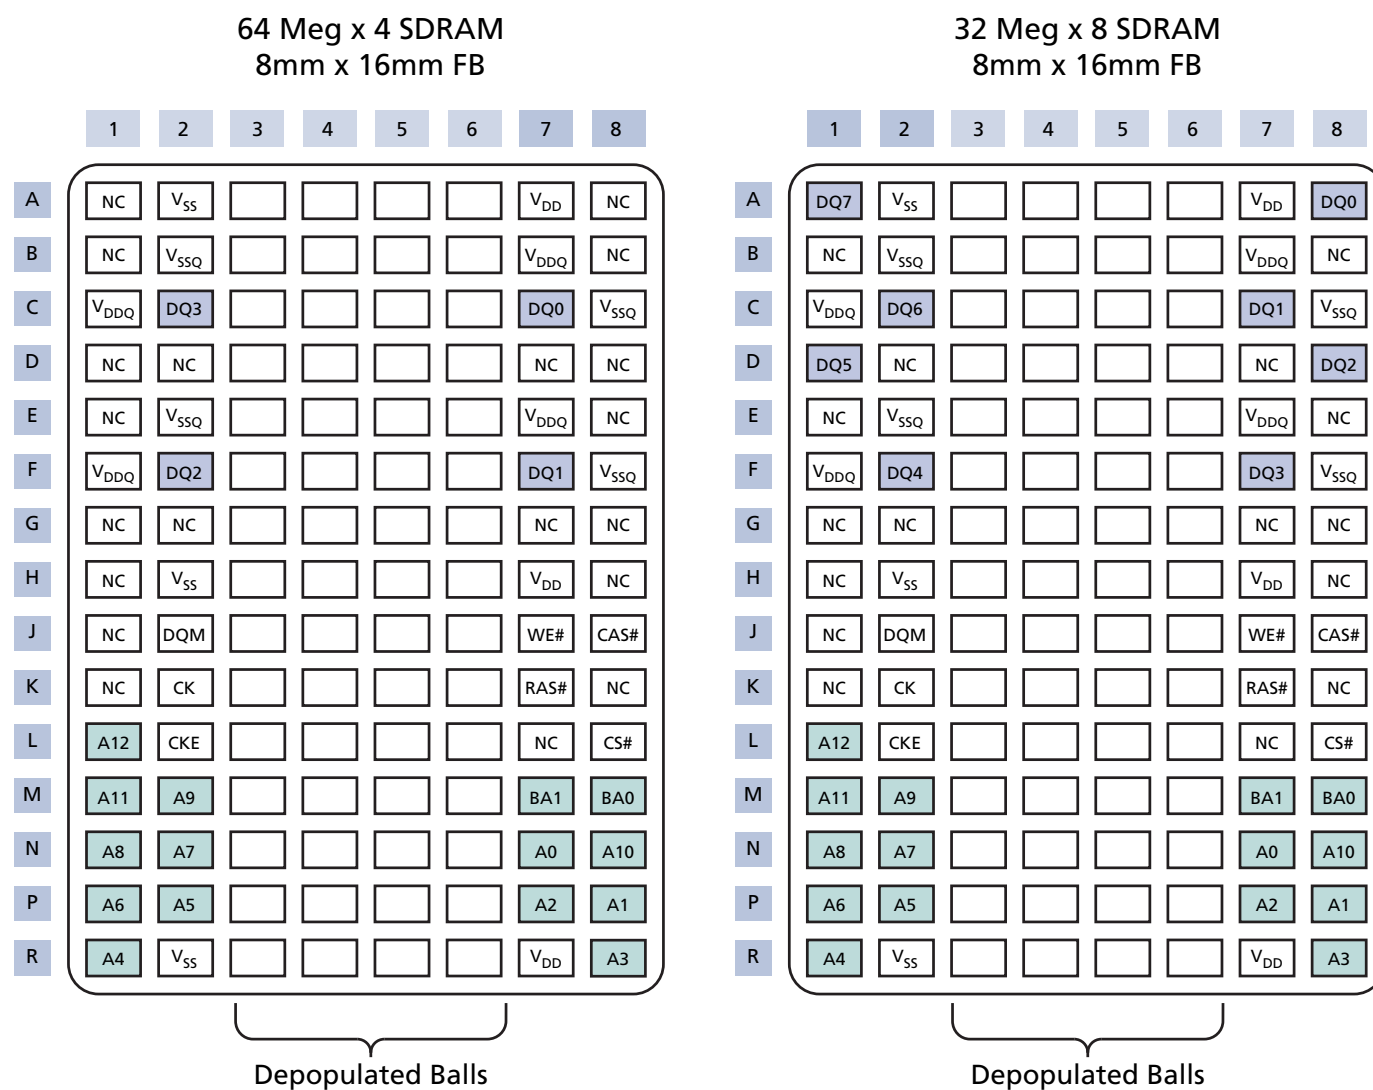 64 Meg x 4 SDRAM
8mm x 16mm FB
1 2 3 4 5 6 7 8
A NC VSS VDD NC
B NC VSSQ VDDQ NC
C VDDQ DQ3 DQ0 VSSQ
D NC NC NC NC
E NC VSSQ VDDQ NC
F VDDQ DQ2 DQ1 VSSQ
G NC NC NC NC
H NC VSS VDD NC
J NC DQM WE# CAS#
K NC CK RAS# NC
L A12 CKE NC CS#
M A11 A9 BA1 BA0
N A8 A7 A0 A10
P A6 A5 A2 A1
R A4 VSS VDD A3
Depopulated Balls
32 Meg x 8 SDRAM
8mm x 16mm FB
1 2 3 4 5 6 7 8
A DQ7 VSS VDD DQ0
B NC VSSQ VDDQ NC
C VDDQ DQ6 DQ1 VSSQ
D DQ5 NC NC DQ2
E NC VSSQ VDDQ NC
F VDDQ DQ4 DQ3 VSSQ
G NC NC NC NC
H NC VSS VDD NC
J NC DQM WE# CAS#
K NC CK RAS# NC
L A12 CKE NC CS#
M A11 A9 BA1 BA0
N A8 A7 A0 A10
P A6 A5 A2 A1
R A4 VSS VDD A3
Depopulated Balls